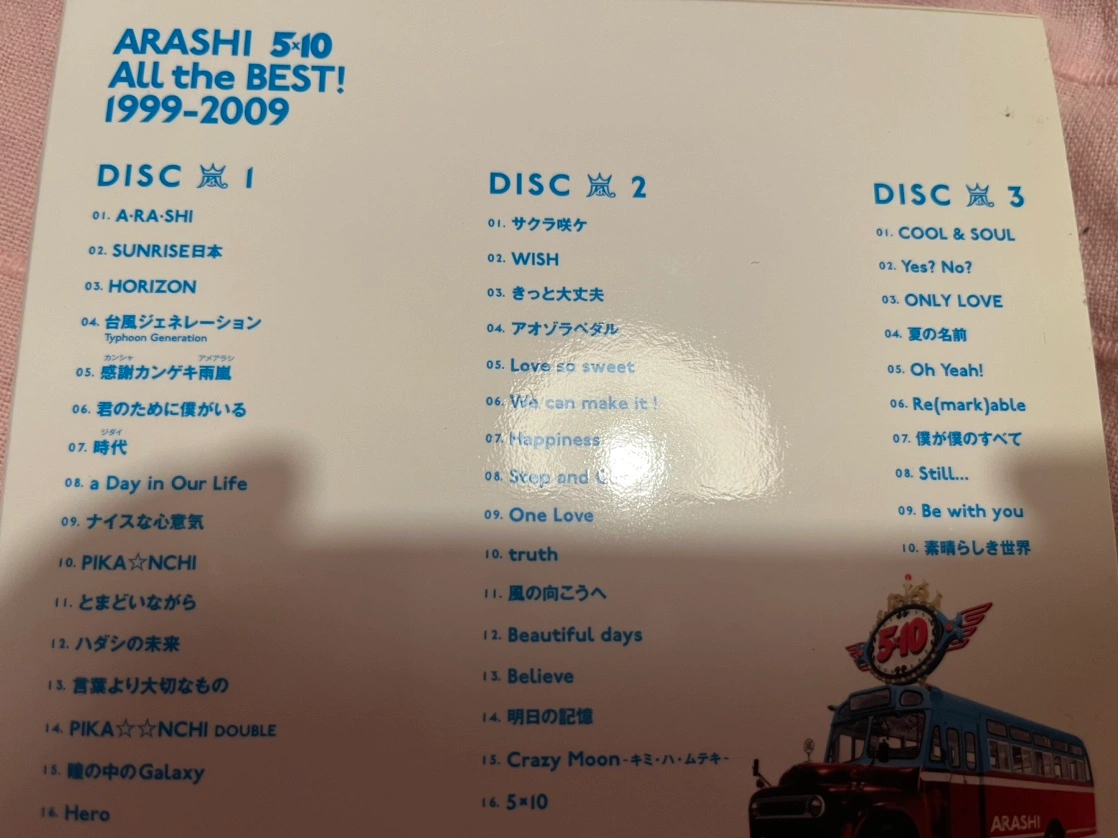 ARASHI 5×10
All the BEST!
1999-2009
DISC 嵐 1
01. A・RA・SHI
02. SUNRISE日本
03. HORIZON
04. 台風ジェネレーション
Typhoon Generation
カンシャ アメアラシ
05. 感謝カンゲキ雨嵐
06. 君のために僕がいる
ジダイ
07. 時代
08. a Day in Our Life
09. ナイスな心意気
10. PIKA☆NCHI
11. とまどいながら
12. ハダシの未来
13. 言葉より大切なもの
14. PIKA☆☆NCHI DOUBLE
15. 瞳の中のGalaxy
16. Hero
DISC 嵐 2
01. サクラ咲ケ
02. WISH
03. きっと大丈夫
04. アオゾラペダル
05. Love so sweet
06. We can make it !
07. Happiness
08. Step and
09. One Love
10. truth
11. 風の向こうへ
12. Beautiful days
13. Believe
14. 明日の記憶
15. Crazy Moon-キミ・ハ・ムテキ-
16. 5×10
DISC 嵐 3
01. COOL & SOUL
02. Yes? No?
03. ONLY LOVE
04. 夏の名前
05. Oh Yeah!
06. Re(mark)able
07. 僕が僕のすべて
08. Still...
09. Be with you
10. 素晴らしき世界
5×10
ARASHI